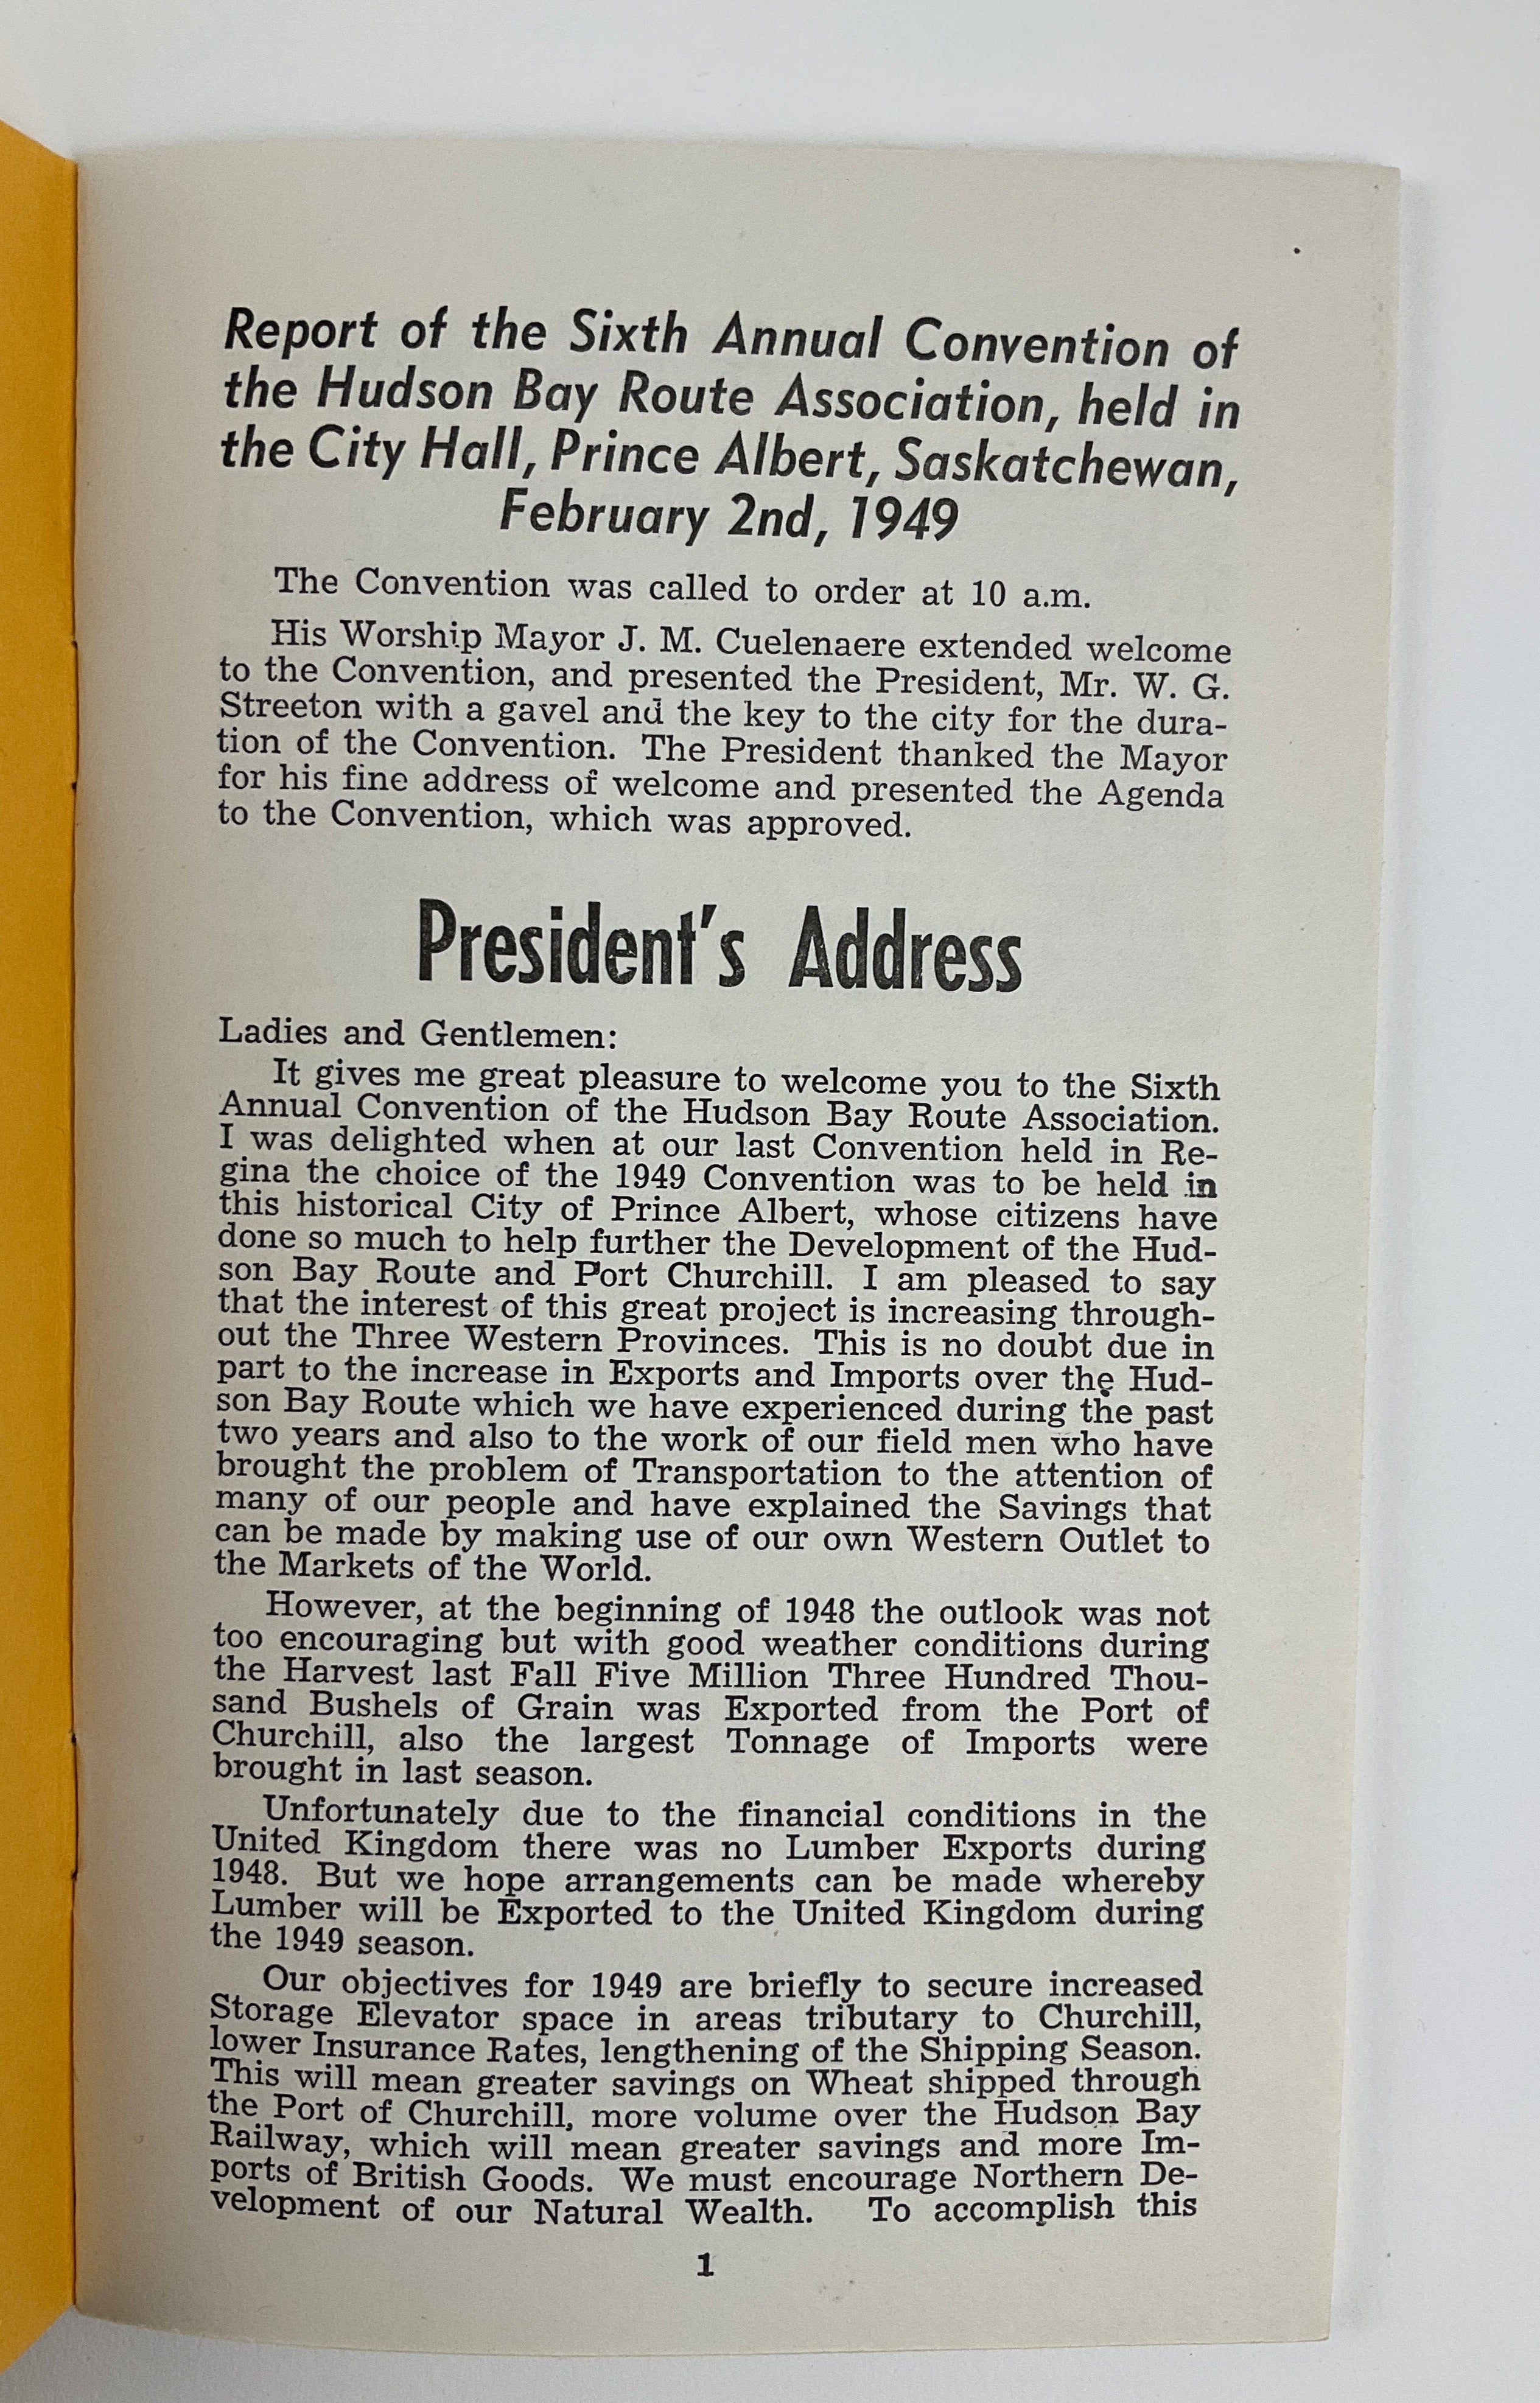 Report of the Sixth Annual Convention of
the Hudson Bay Route Association, held in
the City Hall, Prince Albert, Saskatchewan,
February 2nd, 1949
The Convention was called to order at 10 a.m.
His Worship Mayor J. M. Cuelenaere extended welcome
to the Convention, and presented the President, Mr. W. G.
Streeton with a gavel and the key to the city for the dura-
tion of the Convention. The President thanked the Mayor
for his fine address of welcome and presented the Agenda
to the Convention, which was approved.
President's Address
Ladies and Gentlemen:
It gives me great pleasure to welcome you to the Sixth
Annual Convention of the Hudson Bay Route Association.
I was delighted when at our last Convention held in Re-
gina the choice of the 1949 Convention was to be held in
this historical City of Prince Albert, whose citizens have
done so much to help further the Development of the Hud-
son Bay Route and Port Churchill. I am pleased to say
that the interest of this great project is increasing through-
out the Three Western Provinces. This is no doubt due in
part to the increase in Exports and Imports over the Hud-
son Bay Route which we have experienced during the past
two years and also to the work of our field men who have
brought the problem of Transportation to the attention of
many of our people and have explained the Savings that
can be made by making use of our own Western Outlet to
the Markets of the World.
However, at the beginning of 1948 the outlook was not
too encouraging but with good weather conditions during
the Harvest last Fall Five Million Three Hundred Thou-
sand Bushels of Grain was Exported from the Port of
Churchill, also the largest Tonnage of Imports were
brought in last season.
Unfortunately due to the financial conditions in the
United Kingdom there was no Lumber Exports during
1948. But we hope arrangements can be made whereby
Lumber will be Exported to the United Kingdom during
the 1949 season.
Our objectives for 1949 are briefly to secure increased
Storage Elevator space in areas tributary to Churchill,
lower Insurance Rates, lengthening of the Shipping Season.
This will mean greater savings on Wheat shipped through
the Port of Churchill, more volume over the Hudson Bay
Railway, which will mean greater savings and more Im-
ports of British Goods. We must encourage Northern De-
velopment of our Natural Wealth. To accomplish this
1